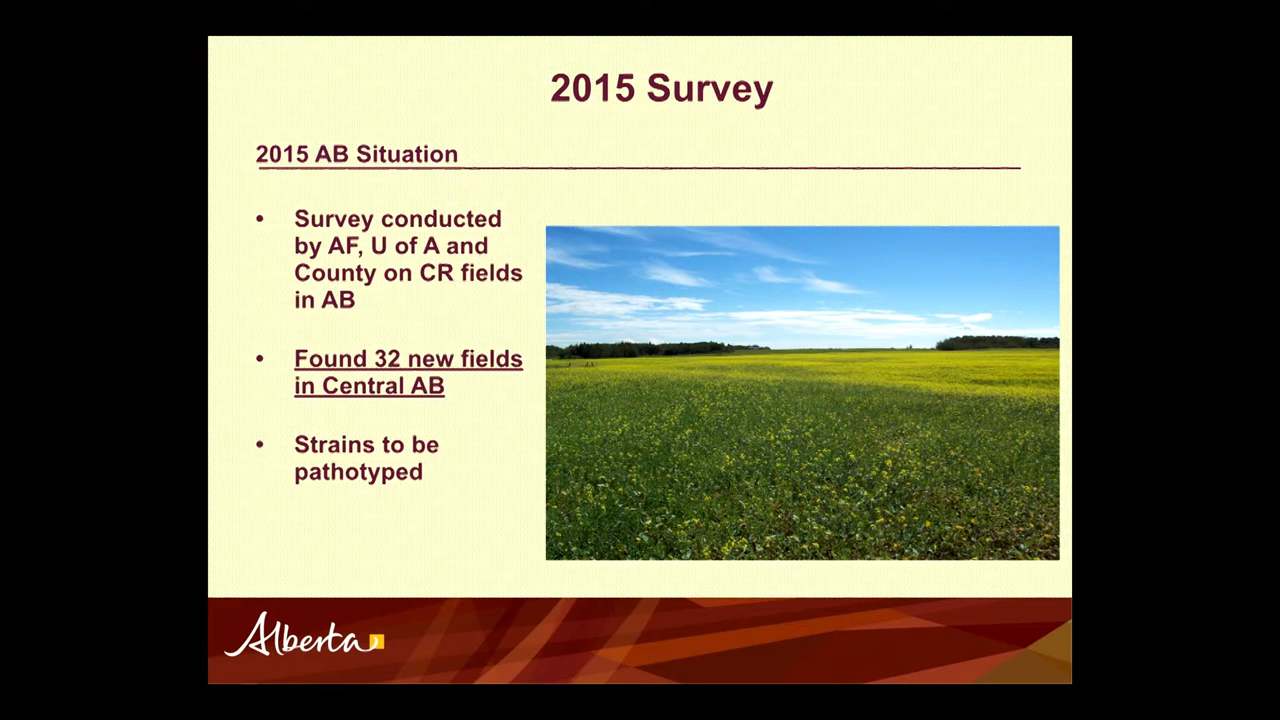 2015 Survey
2015 AB Situation
• Survey conducted
by AF, U of A and
County on CR fields
in AB
• Found 32 new fields
in Central AB
• Strains to be
pathotyped
Alberta